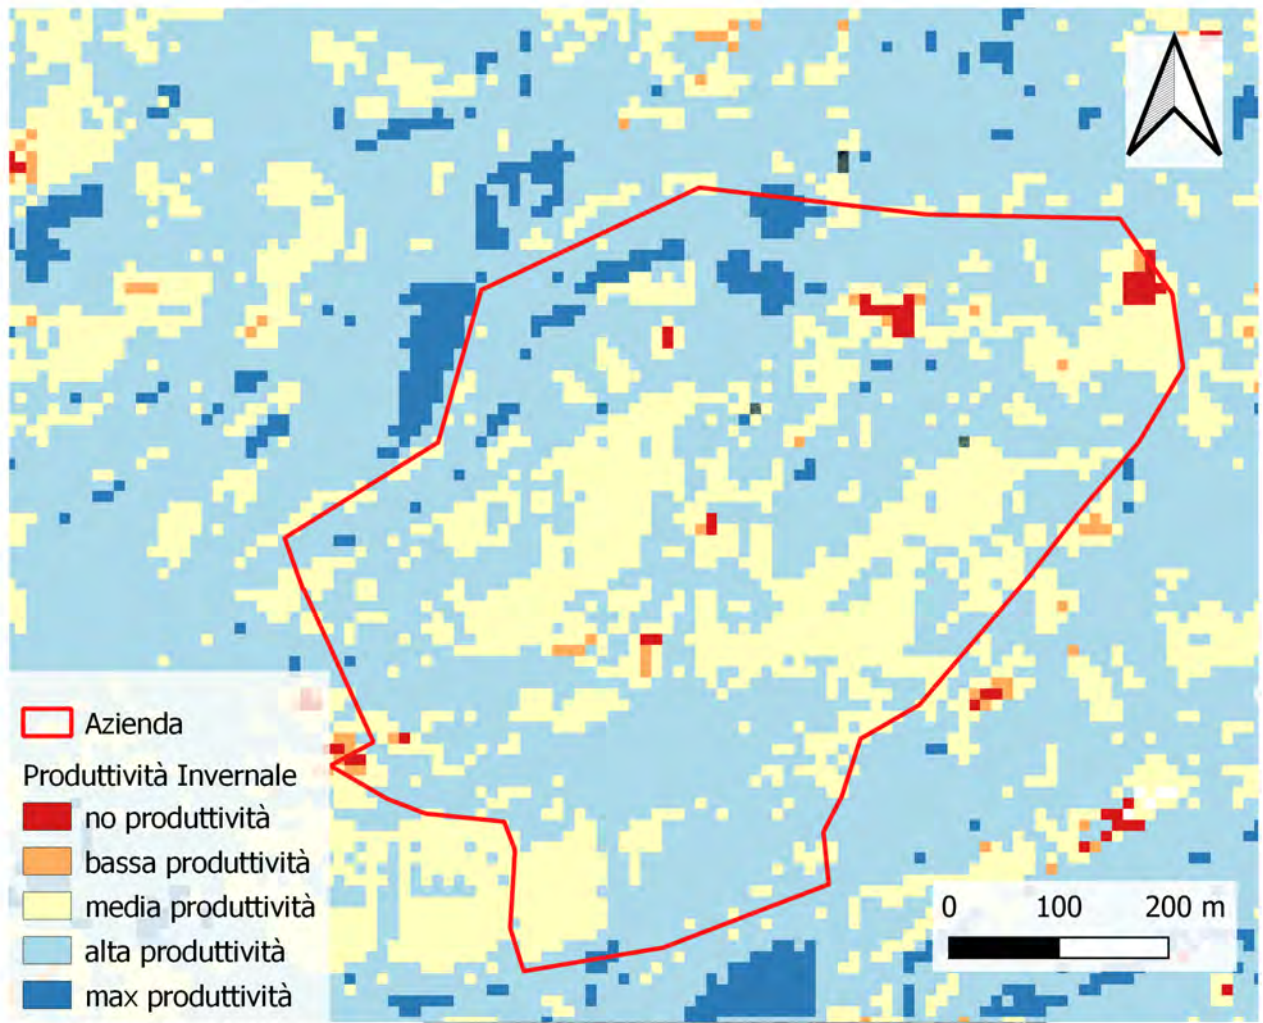 Azienda
Produttività Invernale
no produttività
bassa produttività
media produttività
alta produttività
max produttività
0 100 200 m